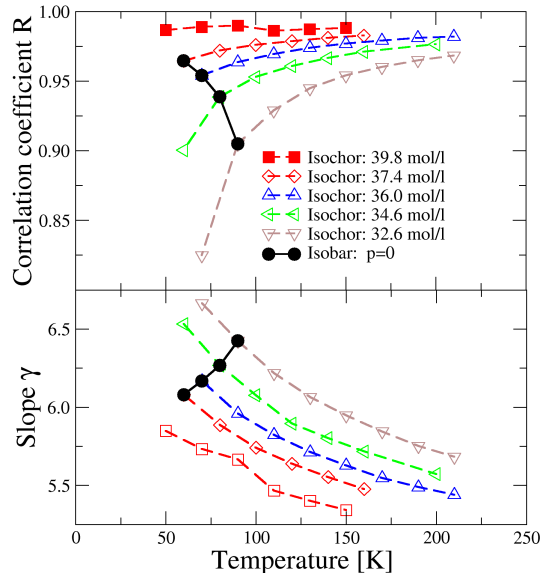 Correlation coefficient R
1.00
0.95
0.90
0.85
Isochor: 39.8 mol/l
Isochor: 37.4 mol/l
Isochor: 36.0 mol/l
Isochor: 34.6 mol/l
Isochor: 32.6 mol/l
Isobar: p=0
Slope γ
6.5
6.0
5.5
0 50 100 150 200 250
Temperature [K]